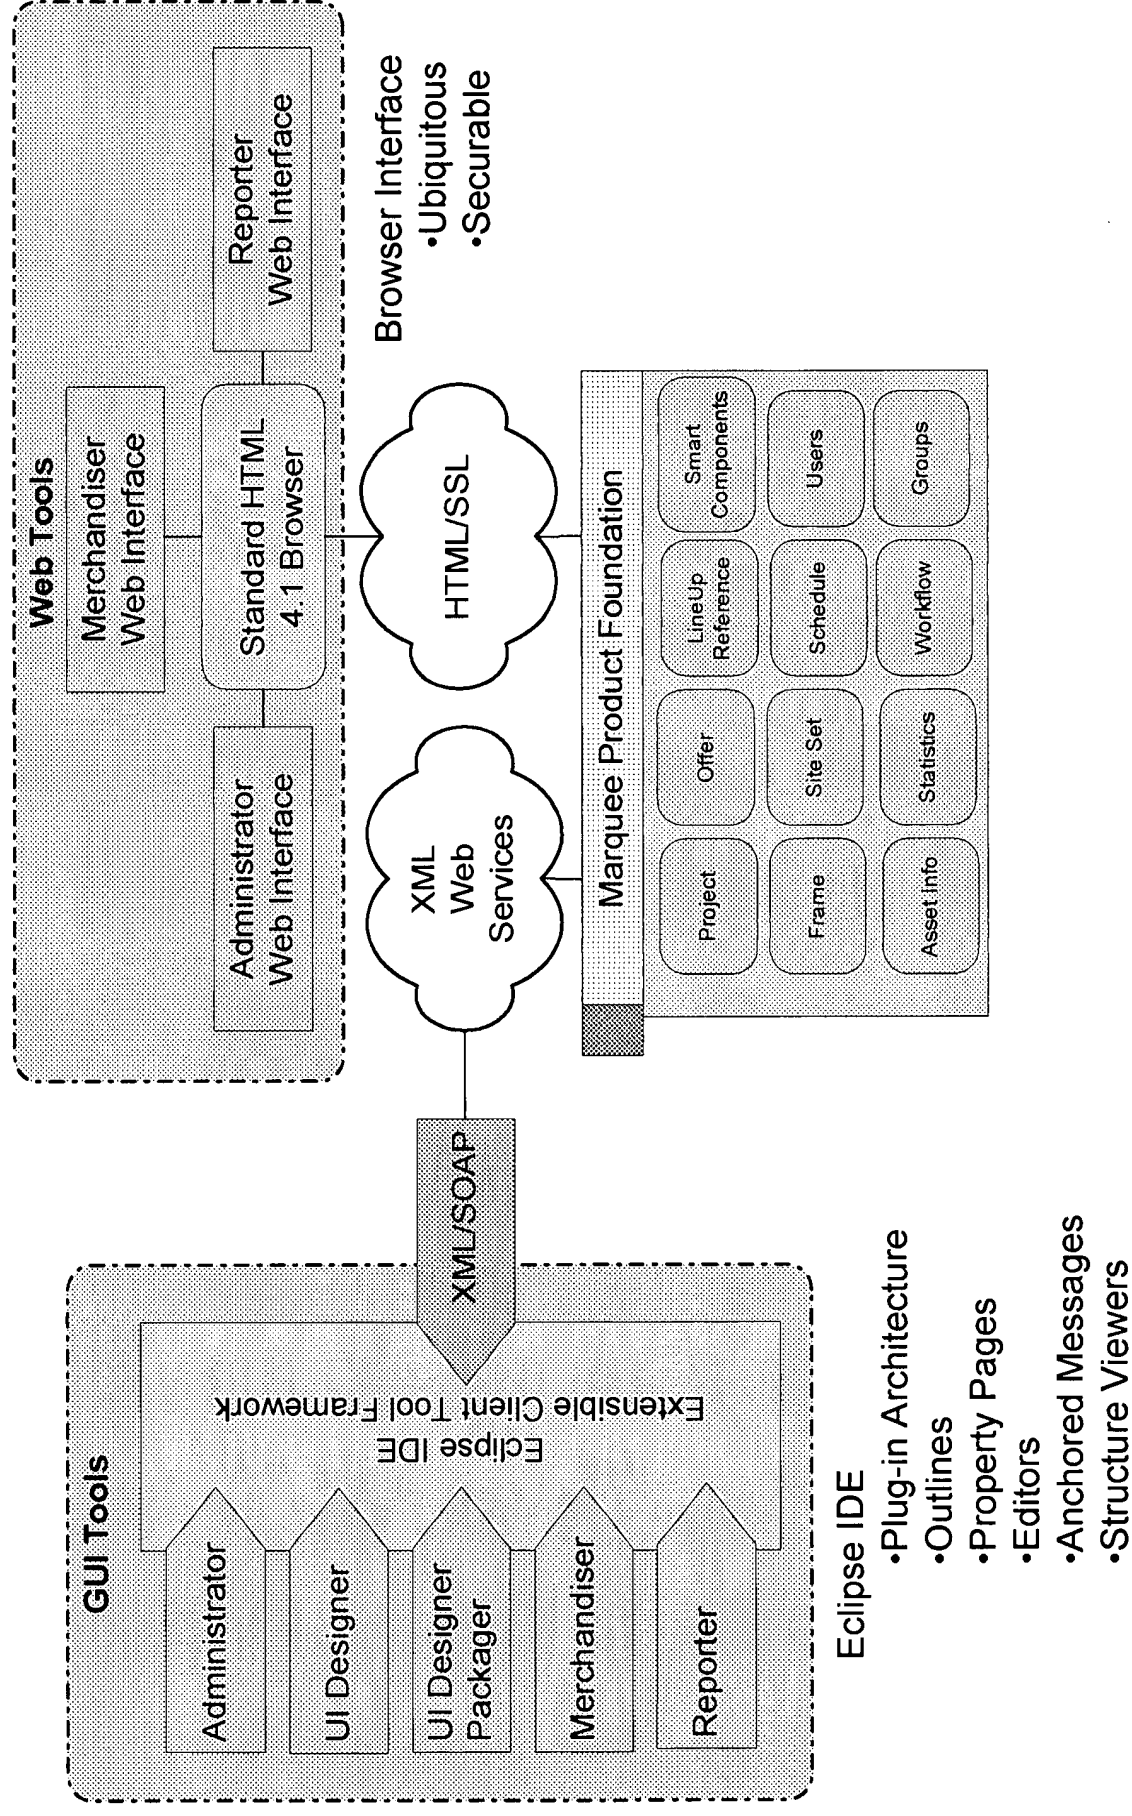 GUI Tools
Administrator
UI Designer
UI Designer
Packager
Merchandiser
Reporter
Eclipse IDE
Extensible Client Tool Framework
XML/SOAP
Eclipse IDE
•Plug-in Architecture
•Outlines
•Property Pages
•Editors
•Anchored Messages
•Structure Viewers
Web Tools
Merchandiser
Web Interface
Administrator
Web Interface
Standard HTML
4.1 Browser
Reporter
Web Interface
Browser Interface
•Ubiquitous
•Securable
XML
Web
Services
HTML/SSL
Marquee Product Foundation
Project
Offer
LineUp
Reference
Smart
Components
Frame
Site Set
Schedule
Users
Asset Info
Statistics
Workflow
Groups